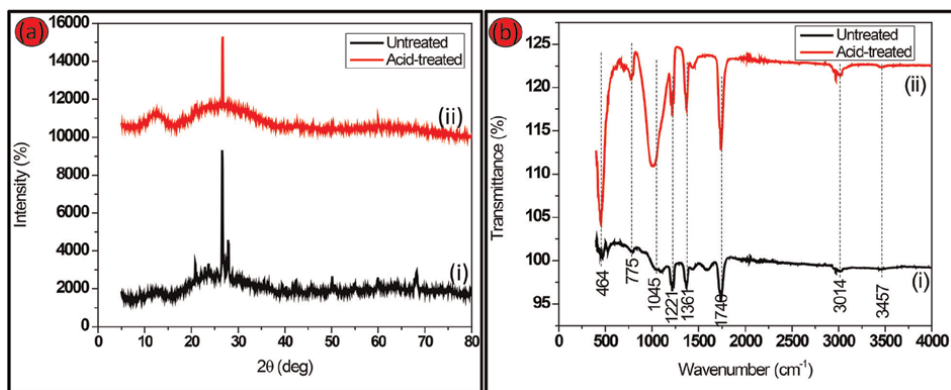 (a)
Intensity (%)
16000
14000
12000
10000
8000
6000
4000
2000
0
0 10 20 30 40 50 60 70 80
2θ (deg)
Untreated
Acid-treated
(ii)
(i)
(b)
Transmittance (%)
125
120
115
110
105
100
95
0 500 1000 1500 2000 2500 3000 3500 4000
Wavenumber (cm⁻¹)
Untreated
Acid-treated
(ii)
(i)
464
775
1045
1221
1361
1740
3014
3457